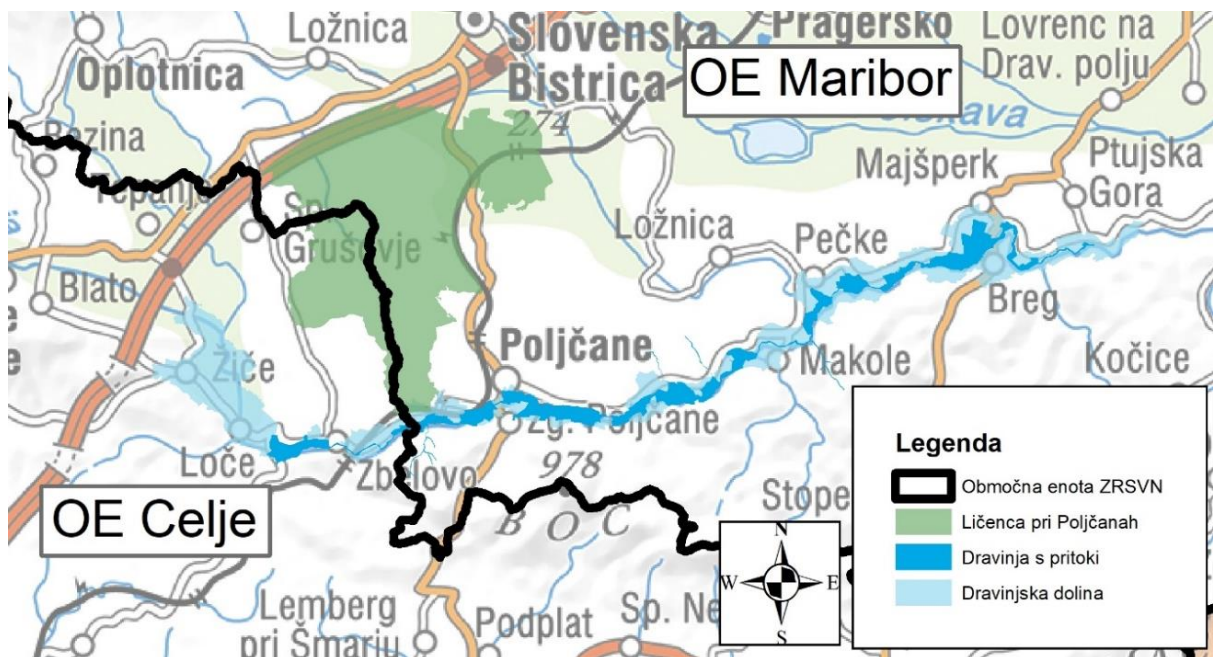 Ložnica
Slovenska
Bistrica
Pragersko
Lovrenc na
Drav. polju
Oplotnica
OE Maribor
274
Majšperk
Ptujska
Gora
Grušovje
Ložnica
Pečke
Blato
Breg
Poljčane
Žiče
Makole
Kočice
Zg. Poljčane
Loče
Zbelovo
978
BOČ
OE Celje
Lemberg
pri Šmarju
Podplat
N
W
E
S
Legenda
Območna enota ZRSVN
Ličenca pri Poljčanah
Dravinja s pritoki
Dravinjska dolina